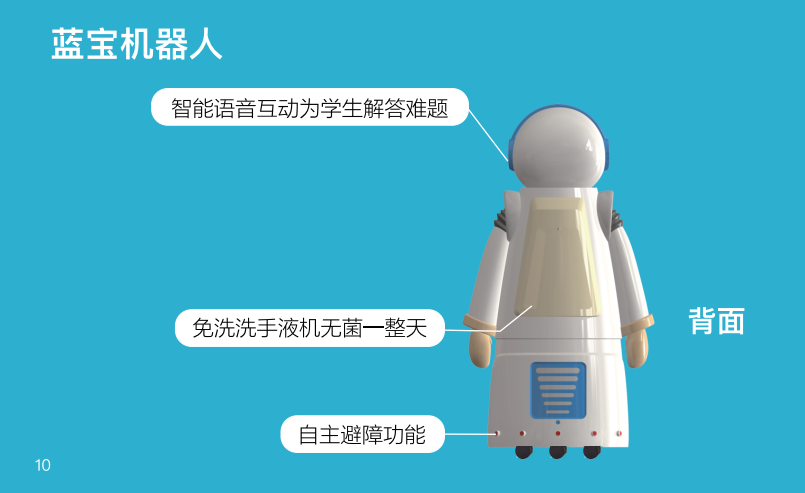 蓝宝机器人
智能语音互动为学生解答难题
免洗洗手液机无菌一整天
背面
自主避障功能
10